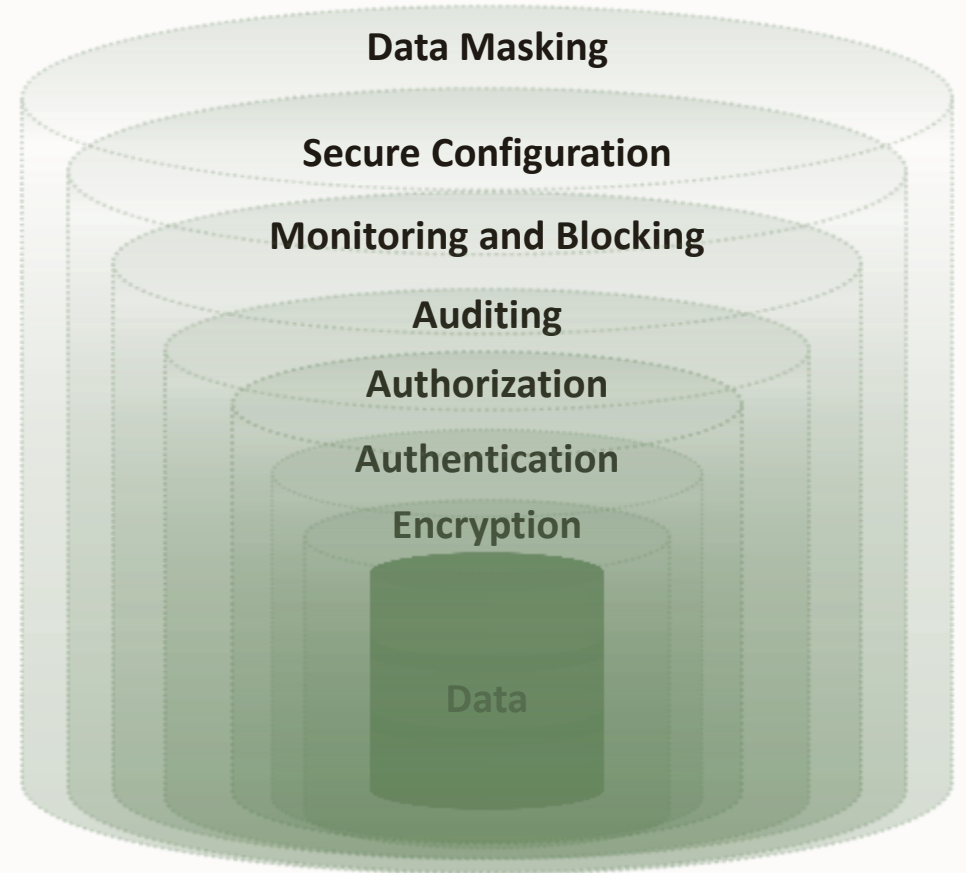 Data Masking
Secure Configuration
Monitoring and Blocking
Auditing
Authorization
Authentication
Encryption
Data